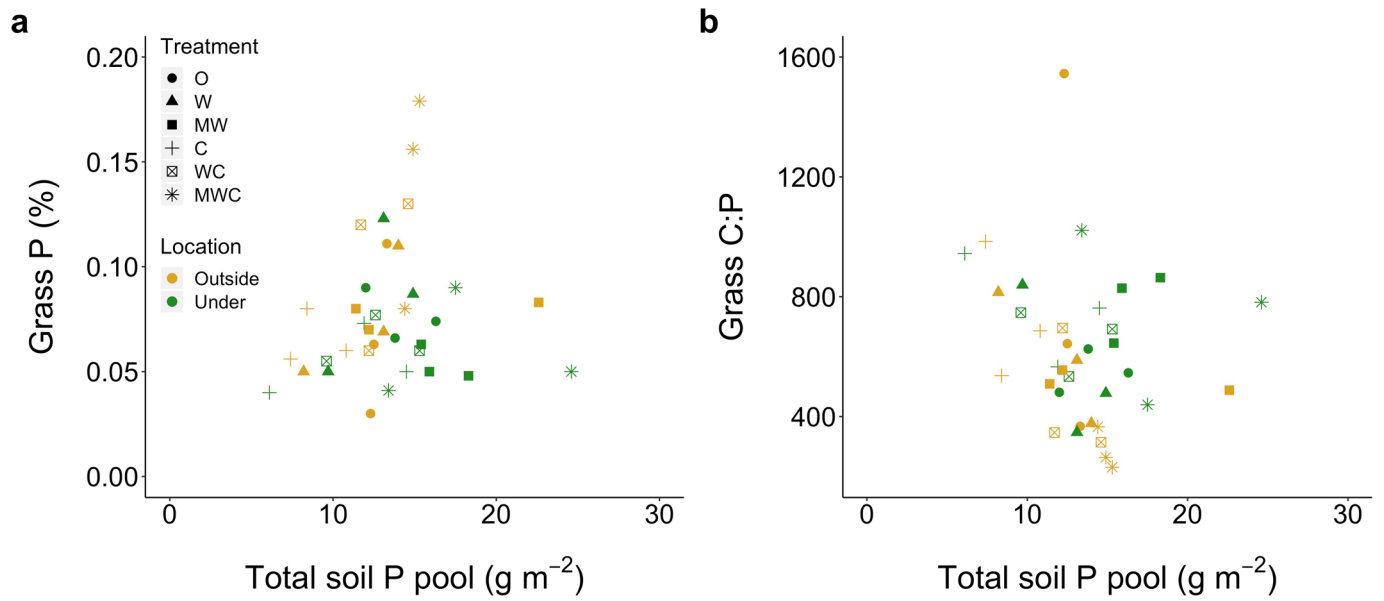 a
Grass P (%)
0.20
0.15
0.10
0.05
0.00
Treatment
O
W
MW
C
WC
MWC
Location
Outside
Under
0 10 20 30
Total soil P pool (g m⁻²)
b
Grass C:P
1600
1200
800
400
0 10 20 30
Total soil P pool (g m⁻²)